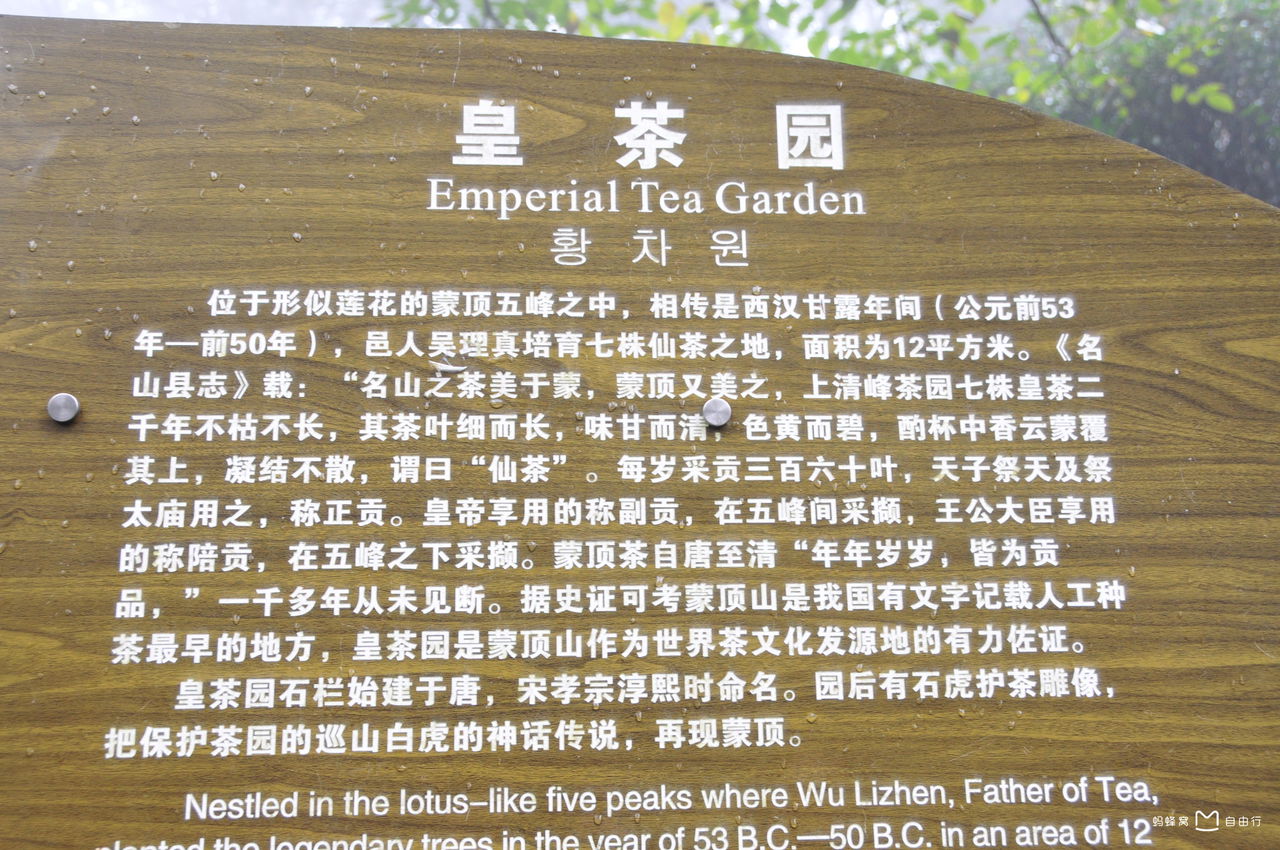 皇茶园
Emperial Tea Garden
황차원
位于形似莲花的蒙顶五峰之中，相传是西汉甘露年间（公元前53
年—前50年），邑人吴理真培育七株仙茶之地，面积为12平方米。《名
山县志》载：“名山之茶美于蒙，蒙顶又美之，上清峰茶园七株皇茶二
千年不枯不长，其茶叶细而长，味甘而清，色黄而碧，酌杯中香云蒙覆
其上，凝结不散，谓曰“仙茶”。每岁采贡三百六十叶，天子祭天及祭
太庙用之，称正贡。皇帝享用的称副贡，在五峰间采撷，王公大臣享用
的称陪贡，在五峰之下采撷。蒙顶茶自唐至清“年年岁岁，皆为贡
品，”一千多年从未见断。据史证可考蒙顶山是我国有文字记载人工种
茶最早的地方，皇茶园是蒙顶山作为世界茶文化发源地的有力佐证。
皇茶园石栏始建于唐，宋孝宗淳熙时命名。园后有石虎护茶雕像，
把保护茶园的巡山白虎的神话传说，再现蒙顶。
Nestled in the lotus–like five peaks where Wu Lizhen, Father of Tea,
planted the legendary trees in the year of 53 B.C.—50 B.C. in an area of 12
蚂蜂窝 自由行